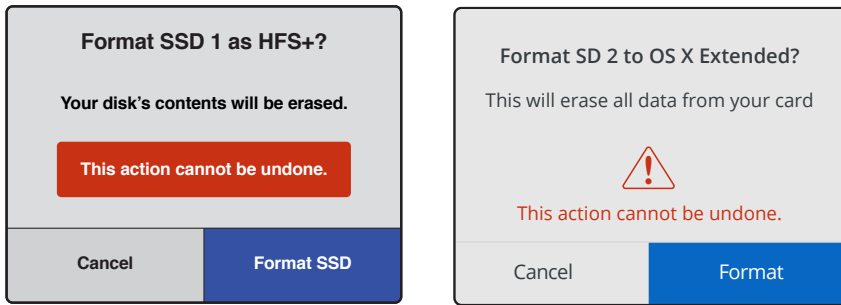 Format SSD 1 as HFS+?
Your disk’s contents will be erased.
This action cannot be undone.
Cancel
Format SSD
Format SD 2 to OS X Extended?
This will erase all data from your card
This action cannot be undone.
Cancel
Format